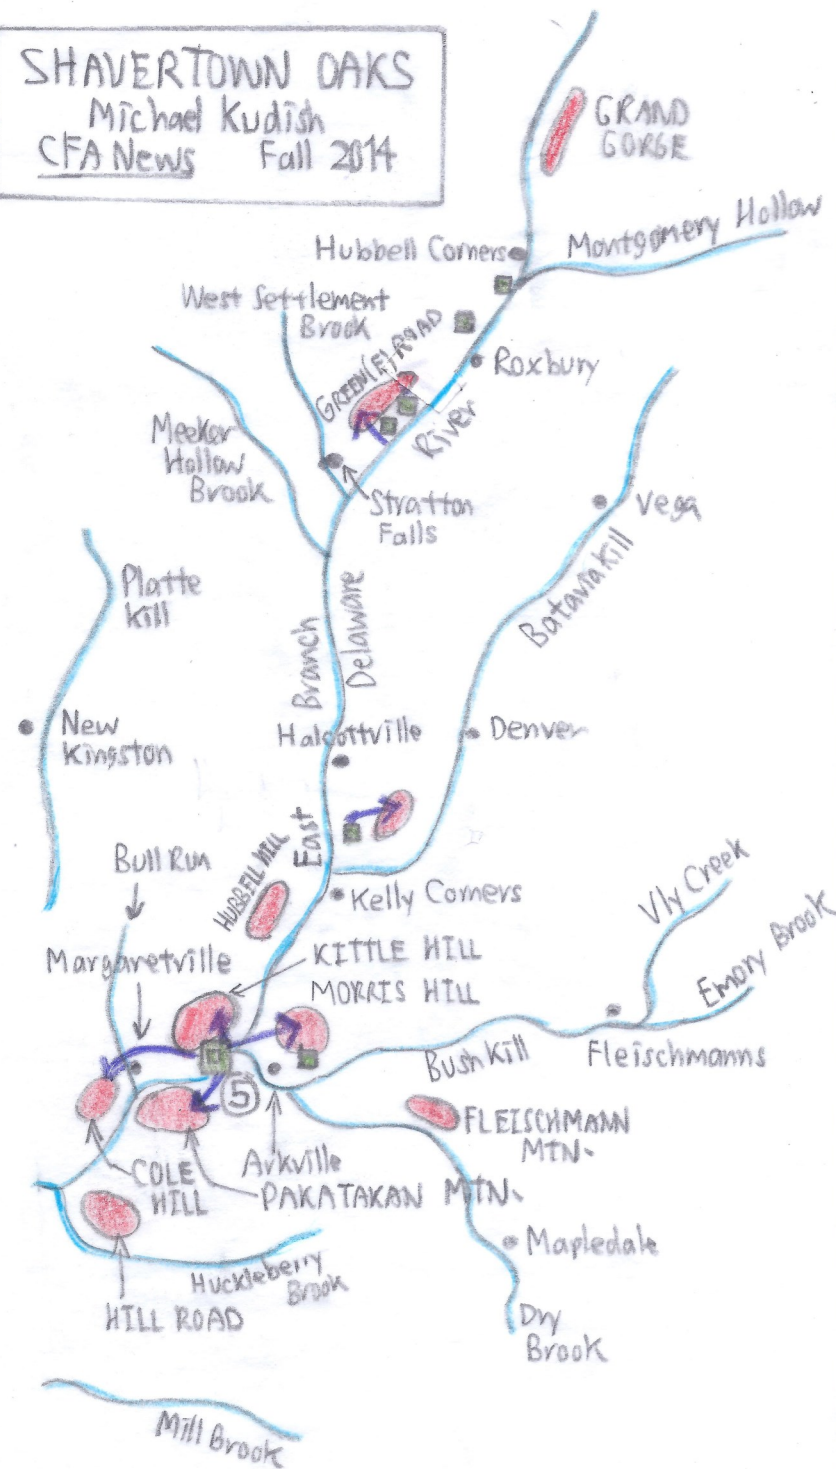 SHAVERTOWN OAKS
Michael Kudish
CFA News Fall 2014
GRAND
GORGE
Montgomery Hollow
Hubbell Corners
West Settlement
Brook
GREEN(E) ROAD
Roxbury
River
Meeker
Hollow
Brook
Stratton
Falls
Vega
Batavia Kill
Platte
Kill
Branch
Delaware
New
Kingston
Halcottville
Denver
East
Bull Run
HUBBELL HILL
Kelly Corners
Vly Creek
Margaretville
KITTLE HILL
MORRIS HILL
Emory Brook
Bush Kill
Fleischmanns
5
FLEISCHMANN
MTN.
COLE
HILL
Arkville
PAKATAKAN MTN.
Mapledale
Huckleberry
Brook
HILL ROAD
Dry
Brook
Mill Brook